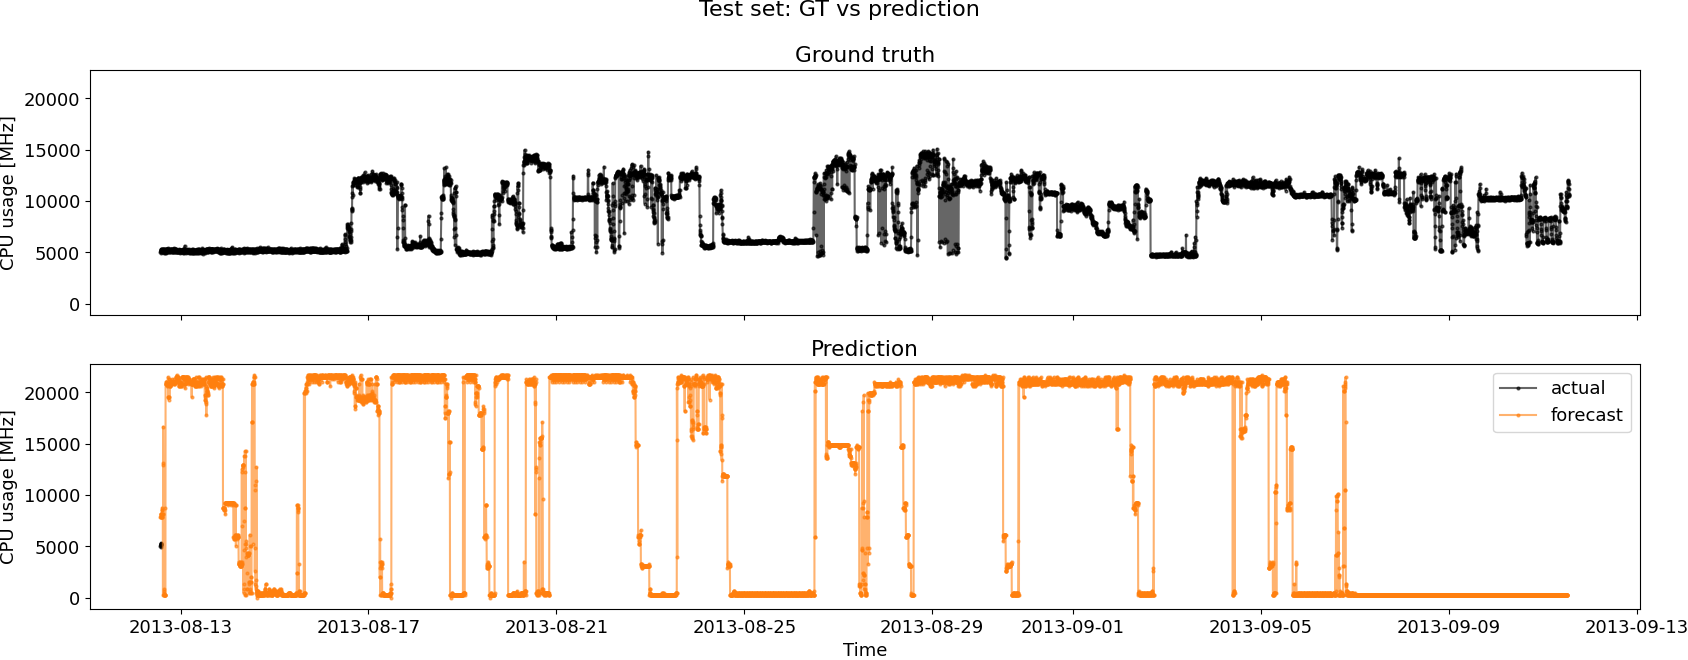 Test set: GT vs prediction
Ground truth
CPU usage [MHz]
20000
15000
10000
5000
0
Prediction
CPU usage [MHz]
20000
15000
10000
5000
0
actual
forecast
2013-08-13 2013-08-17 2013-08-21 2013-08-25 2013-08-29 2013-09-01 2013-09-05 2013-09-09 2013-09-13
Time